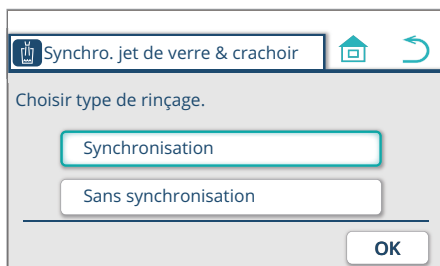 Synchro. jet de verre & crachoir
Choisir type de rinçage.
Synchronisation
Sans synchronisation
OK